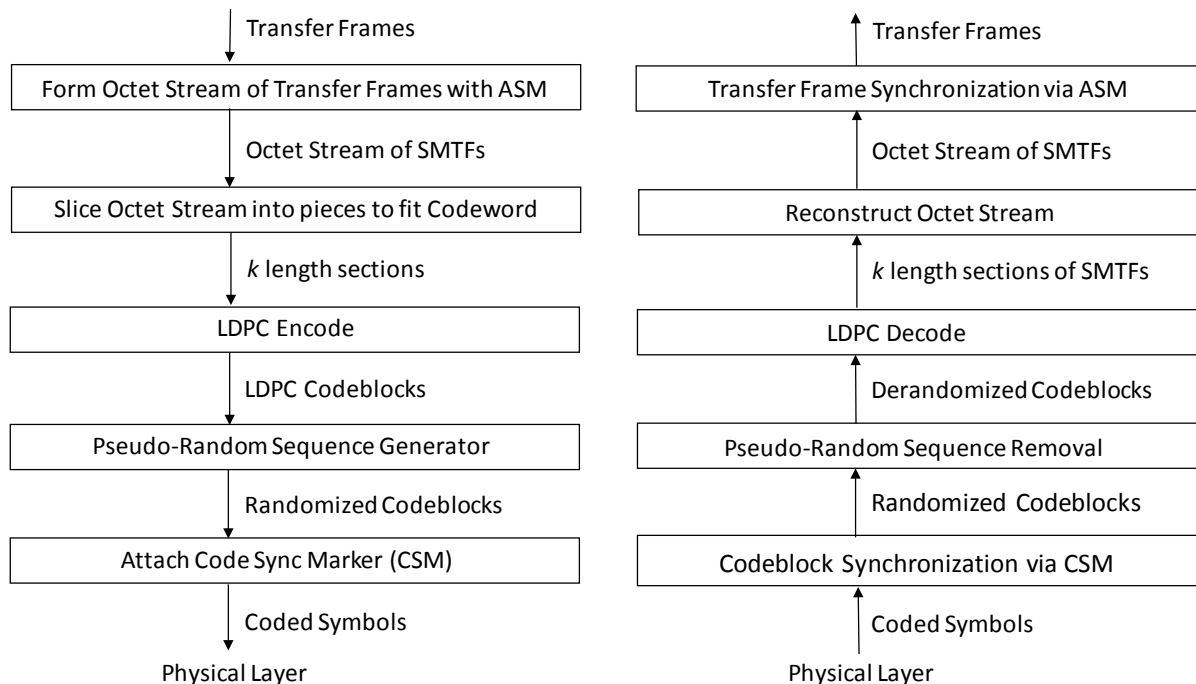 Transfer Frames
Form Octet Stream of Transfer Frames with ASM
Octet Stream of SMTFs
Slice Octet Stream into pieces to fit Codeword
k length sections
LDPC Encode
LDPC Codeblocks
Pseudo-Random Sequence Generator
Randomized Codeblocks
Attach Code Sync Marker (CSM)
Coded Symbols
Physical Layer
Transfer Frames
Transfer Frame Synchronization via ASM
Octet Stream of SMTFs
Reconstruct Octet Stream
k length sections of SMTFs
LDPC Decode
Derandomized Codeblocks
Pseudo-Random Sequence Removal
Randomized Codeblocks
Codeblock Synchronization via CSM
Coded Symbols
Physical Layer